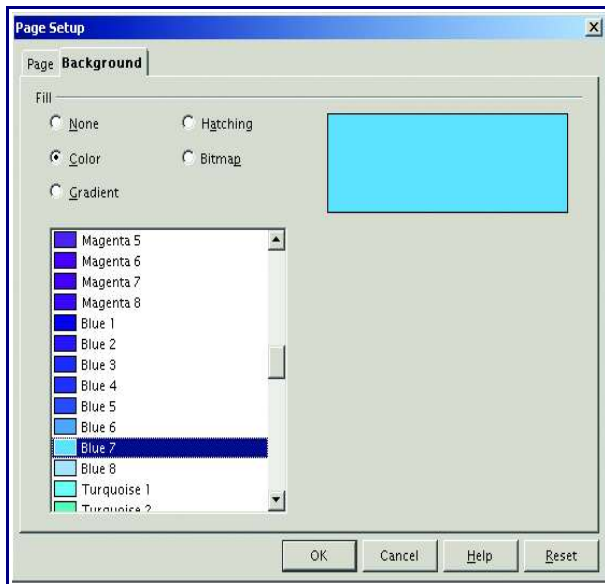 Page Setup
Page Background
Fill
None Hatching
Color Bitmap
Gradient
Magenta 5
Magenta 6
Magenta 7
Magenta 8
Blue 1
Blue 2
Blue 3
Blue 4
Blue 5
Blue 6
Blue 7
Blue 8
Turquoise 1
Turquoise 2
OK Cancel Help Reset